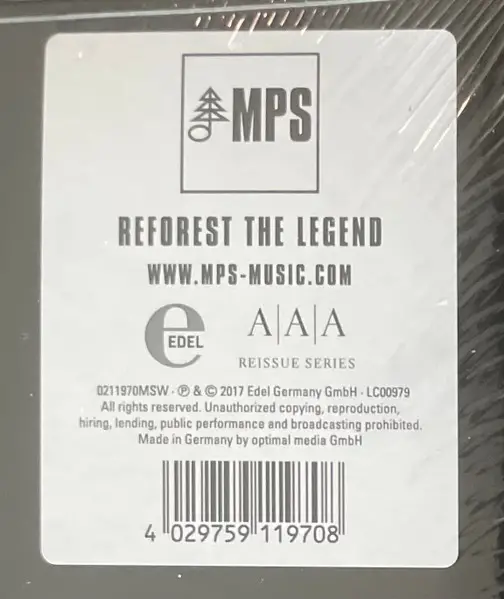 MPS
REFOREST THE LEGEND
WWW.MPS-MUSIC.COM
e EDEL
A|A|A
REISSUE SERIES
0211970MSW · ℗ & © 2017 Edel Germany GmbH · LC00979
All rights reserved. Unauthorized copying, reproduction,
hiring, lending, public performance and broadcasting prohibited.
Made in Germany by optimal media GmbH
4 029759 119708